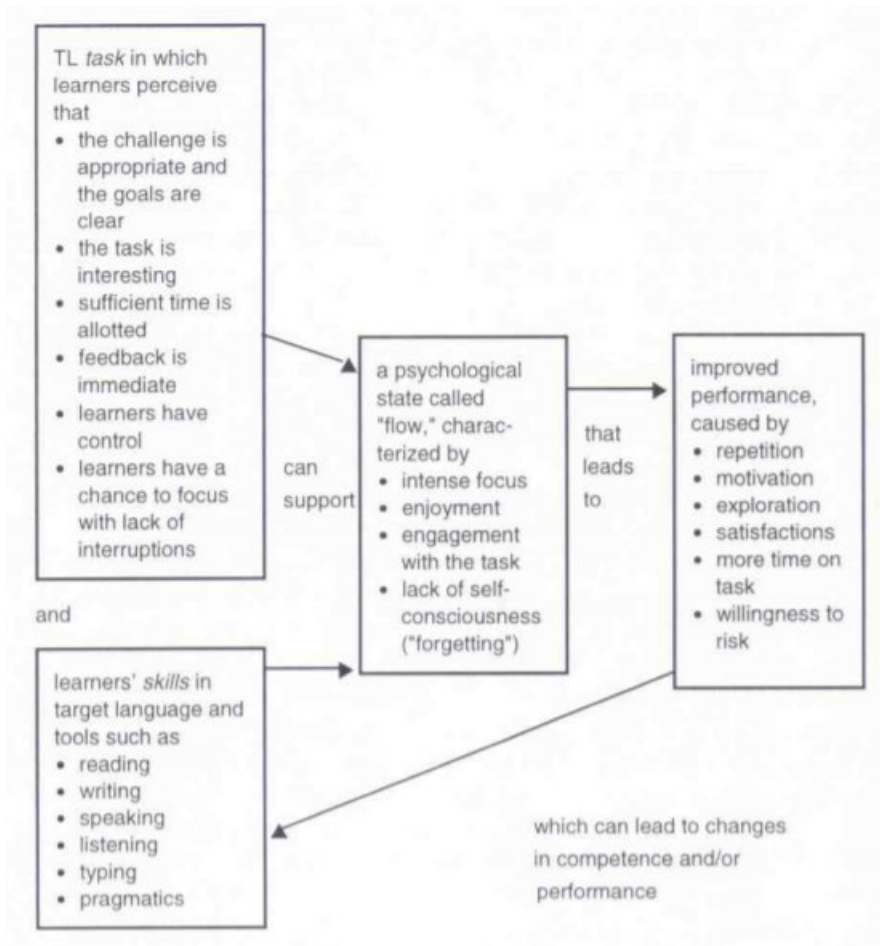 TL task in which
learners perceive
that
• the challenge is
appropriate and
the goals are
clear
• the task is
interesting
• sufficient time is
allotted
• feedback is
immediate
• learners have
control
• learners have a
chance to focus
with lack of
interruptions
and
learners' skills in
target language and
tools such as
• reading
• writing
• speaking
• listening
• typing
• pragmatics
can
support
a psychological
state called
"flow," charac-
terized by
• intense focus
• enjoyment
• engagement
with the task
• lack of self-
consciousness
("forgetting")
that
leads
to
improved
performance,
caused by
• repetition
• motivation
• exploration
• satisfactions
• more time on
task
• willingness to
risk
which can lead to changes
in competence and/or
performance